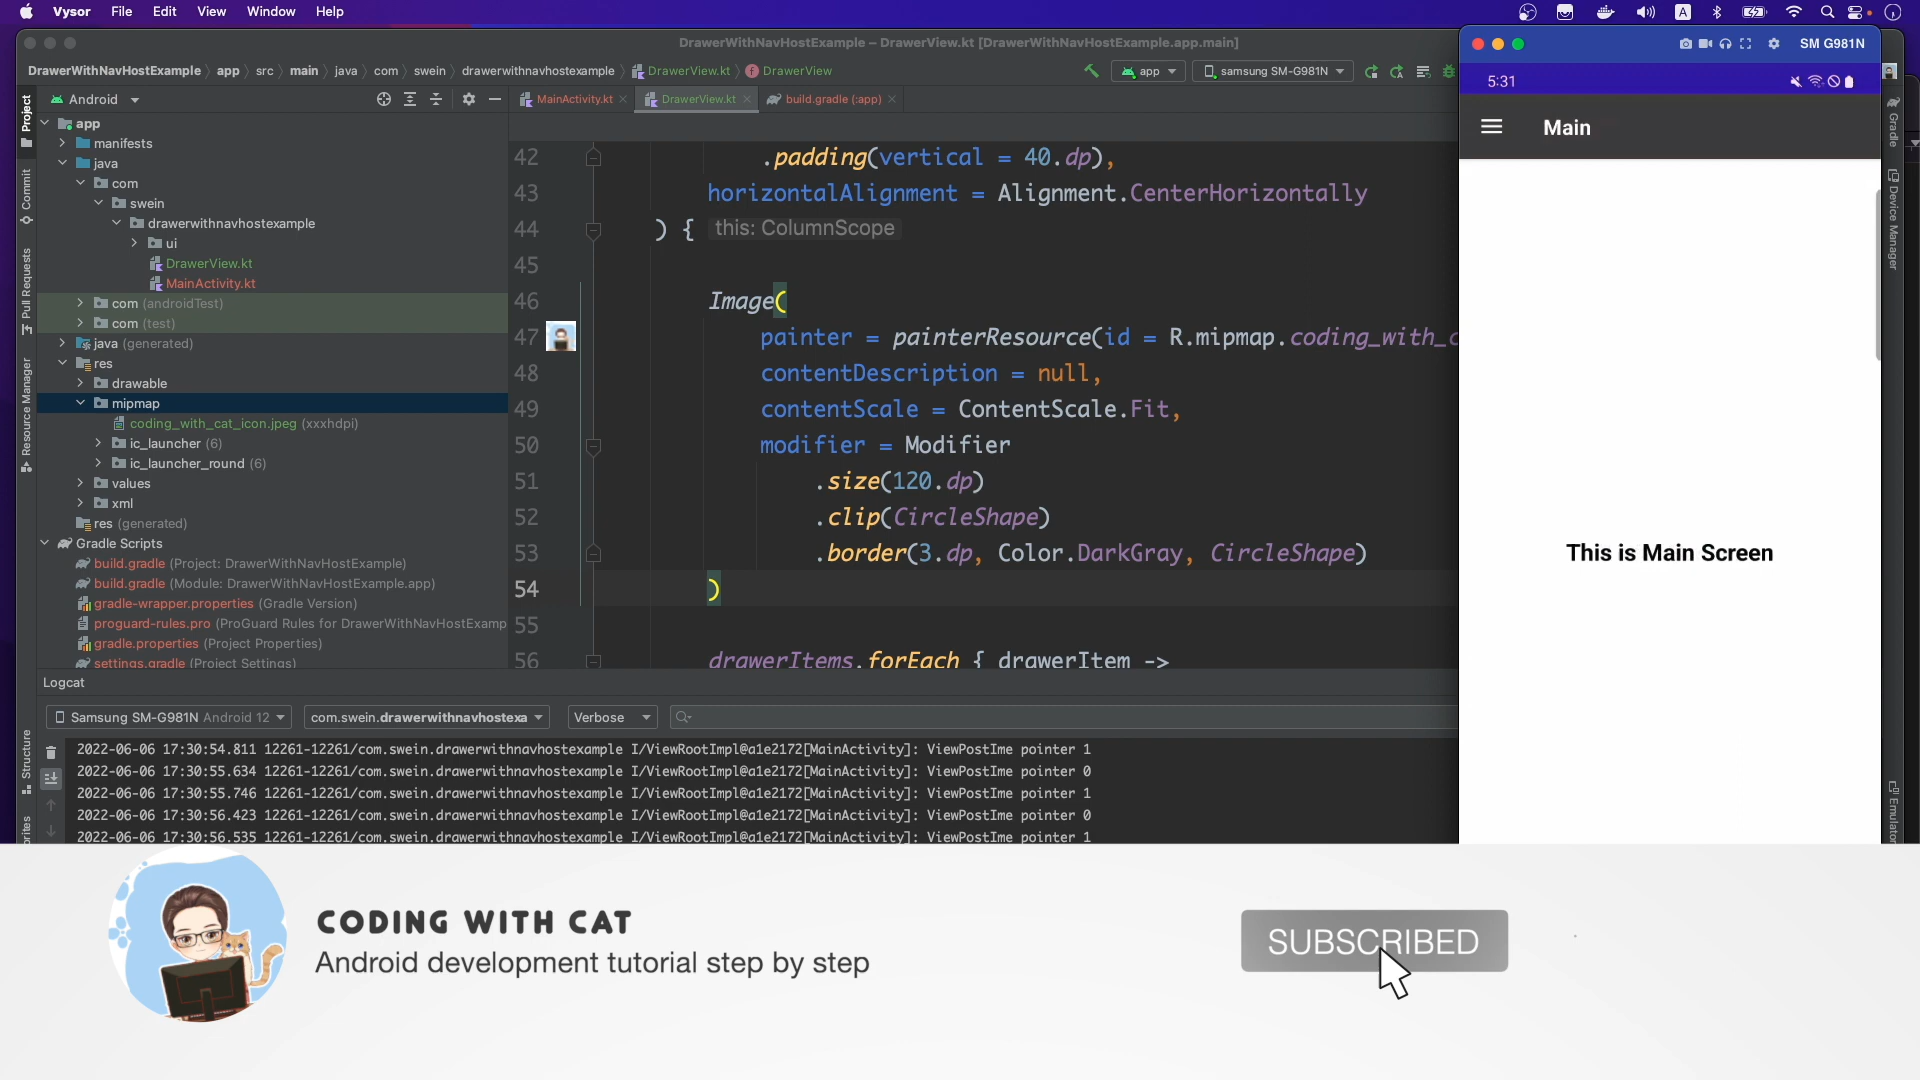 Vysor File Edit View Window Help
DrawerWithNavHostExample – DrawerView.kt [DrawerWithNavHostExample.app.main]
SM G981N
DrawerWithNavHostExample app src main java com swein drawerwithnavhostexample DrawerView.kt DrawerView
app samsung SM-G981N
5:31
Android
MainActivity.kt DrawerView.kt build.gradle (:app)
Main
Project
Commit
Pull Requests
Resource Manager
Structure
Gradle
Device Manager
Emulator
app
manifests
java
com
swein
drawerwithnavhostexample
ui
DrawerView.kt
MainActivity.kt
com (androidTest)
com (test)
java (generated)
res
drawable
mipmap
coding_with_cat_icon.jpeg (xxxhdpi)
ic_launcher (6)
ic_launcher_round (6)
values
xml
res (generated)
Gradle Scripts
build.gradle (Project: DrawerWithNavHostExample)
build.gradle (Module: DrawerWithNavHostExample.app)
gradle-wrapper.properties (Gradle Version)
proguard-rules.pro (ProGuard Rules for DrawerWithNavHostExamp
gradle.properties (Project Properties)
settings.gradle (Project Settings)
42 .padding(vertical = 40.dp),
43 horizontalAlignment = Alignment.CenterHorizontally
44 ) { this: ColumnScope
45
46 Image(
47 painter = painterResource(id = R.mipmap.coding_with_c
48 contentDescription = null,
49 contentScale = ContentScale.Fit,
50 modifier = Modifier
51 .size(120.dp)
52 .clip(CircleShape)
53 .border(3.dp, Color.DarkGray, CircleShape)
54 )
55
56 drawerItems.forEach { drawerItem ->
This is Main Screen
Logcat
Samsung SM-G981N Android 12 com.swein.drawerwithnavhostexa Verbose
2022-06-06 17:30:54.811 12261-12261/com.swein.drawerwithnavhostexample I/ViewRootImpl@a1e2172[MainActivity]: ViewPostIme pointer 1
2022-06-06 17:30:55.634 12261-12261/com.swein.drawerwithnavhostexample I/ViewRootImpl@a1e2172[MainActivity]: ViewPostIme pointer 0
2022-06-06 17:30:55.746 12261-12261/com.swein.drawerwithnavhostexample I/ViewRootImpl@a1e2172[MainActivity]: ViewPostIme pointer 1
2022-06-06 17:30:56.423 12261-12261/com.swein.drawerwithnavhostexample I/ViewRootImpl@a1e2172[MainActivity]: ViewPostIme pointer 0
2022-06-06 17:30:56.535 12261-12261/com.swein.drawerwithnavhostexample I/ViewRootImpl@a1e2172[MainActivity]: ViewPostIme pointer 1
CODING WITH CAT
Android development tutorial step by step
SUBSCRIBED